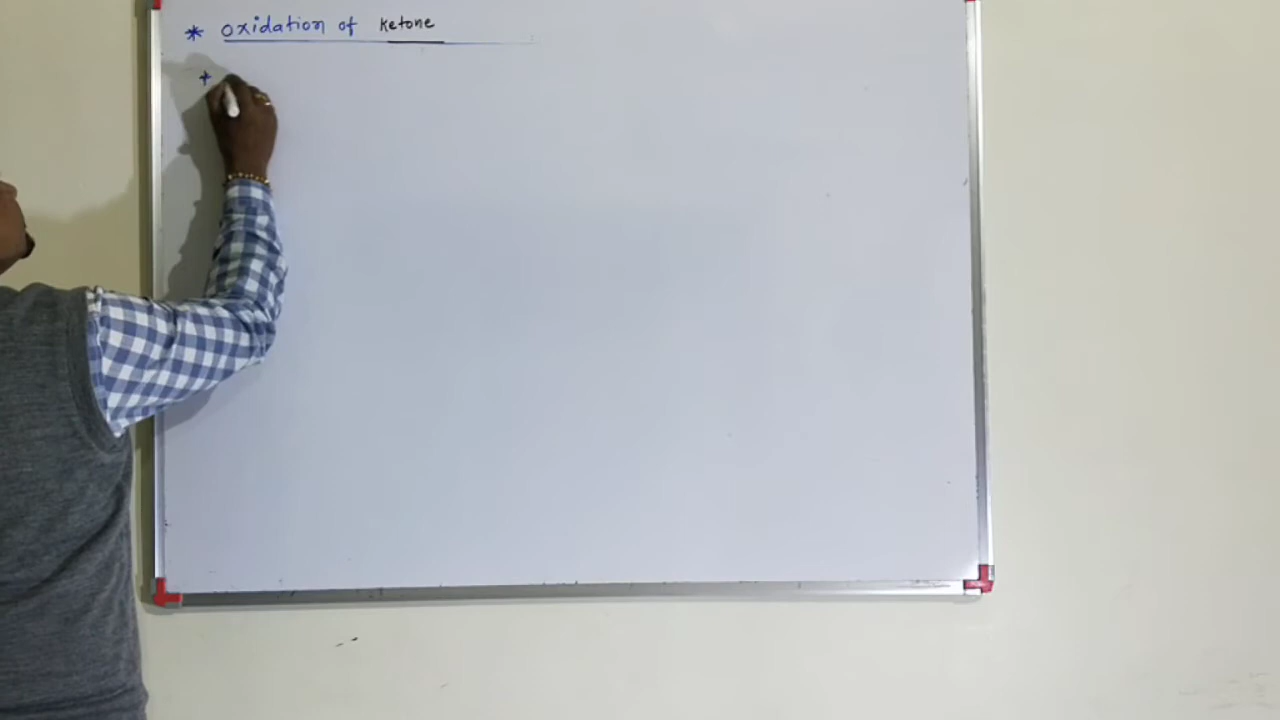 * oxidation of ketone
*